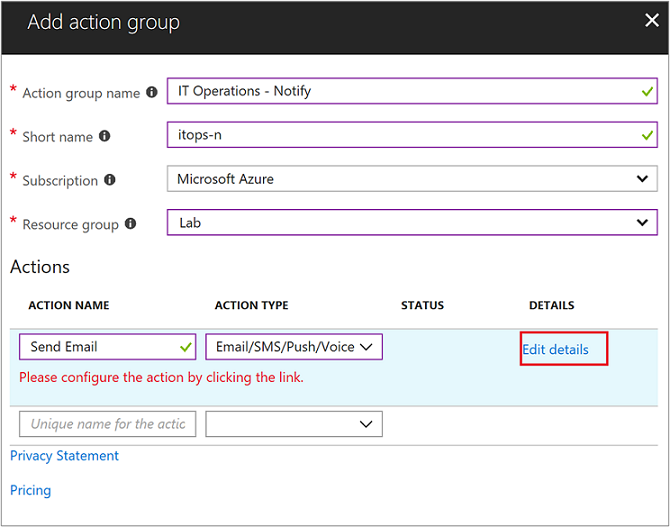 Add action group
* Action group name IT Operations - Notify
* Short name itops-n
* Subscription Microsoft Azure
* Resource group Lab
Actions
ACTION NAME ACTION TYPE STATUS DETAILS
Send Email Email/SMS/Push/Voice Edit details
Please configure the action by clicking the link.
Unique name for the actic
Privacy Statement
Pricing